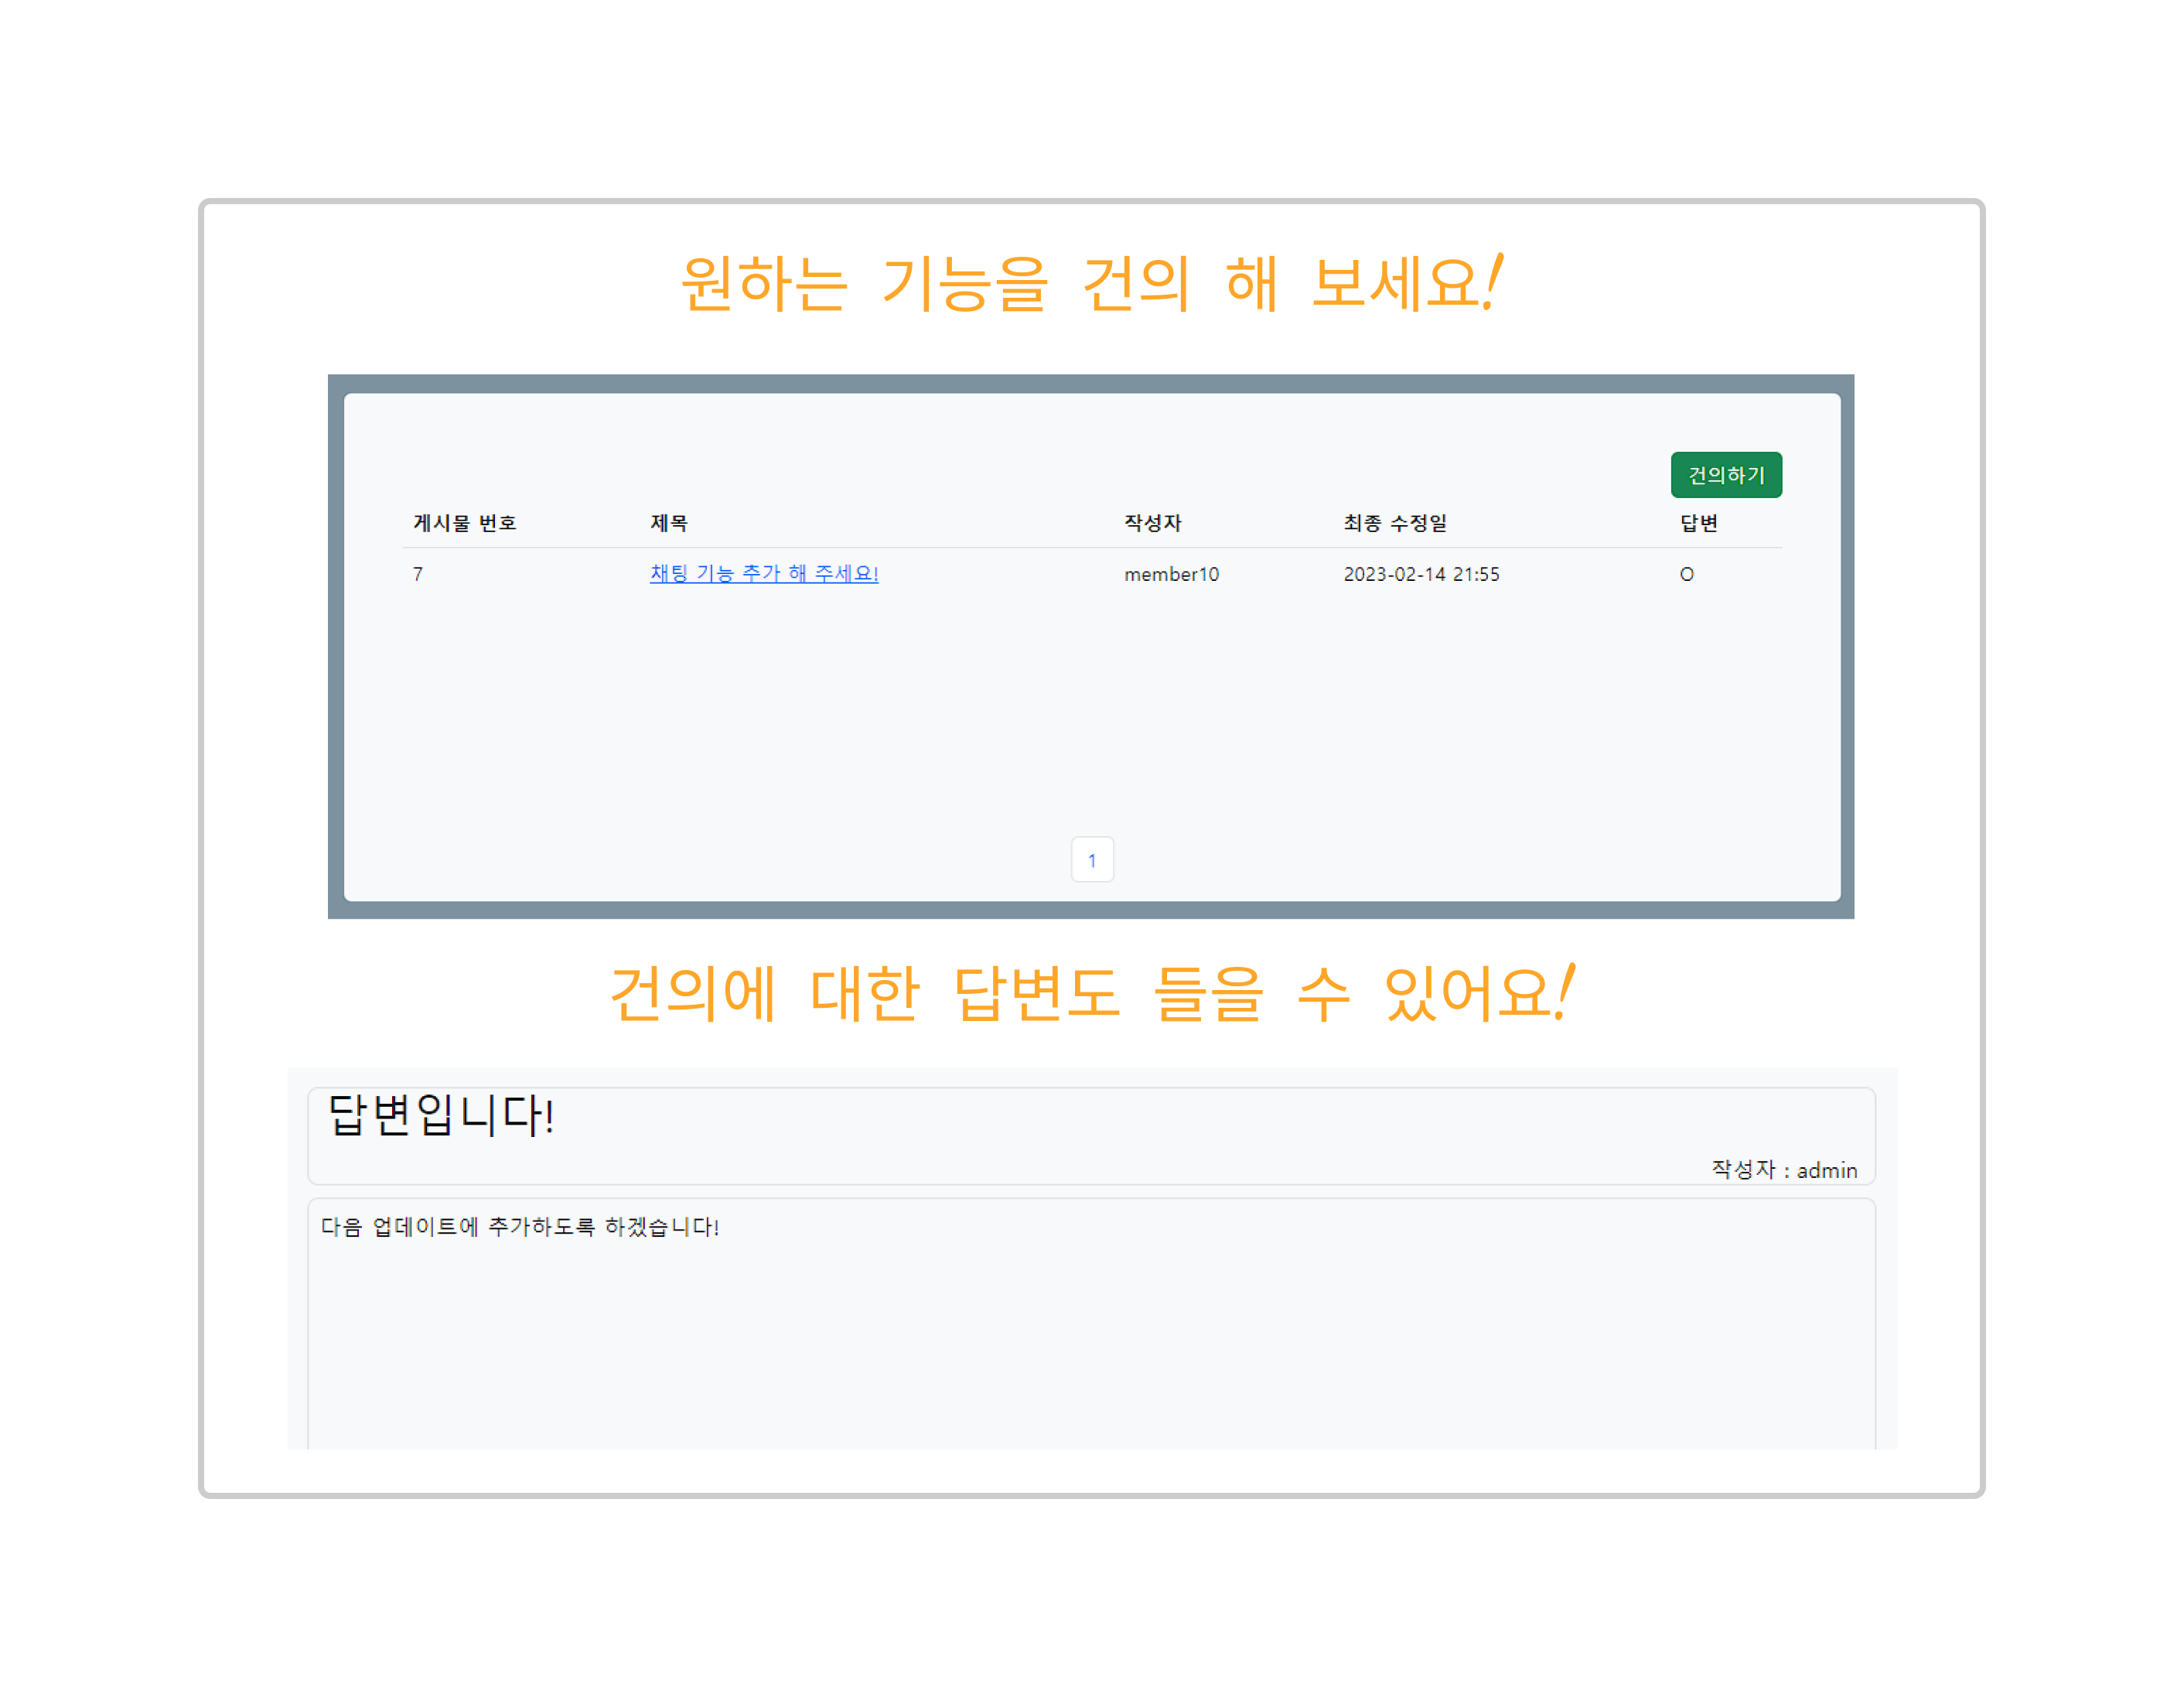 원하는 기능을 건의 해 보세요!
건의하기
게시물 번호 제목 작성자 최종 수정일 답변
7 채팅 기능 추가 해 주세요! member10 2023-02-14 21:55 O
1
건의에 대한 답변도 들을 수 있어요!
답변입니다!
작성자 : admin
다음 업데이트에 추가하도록 하겠습니다!